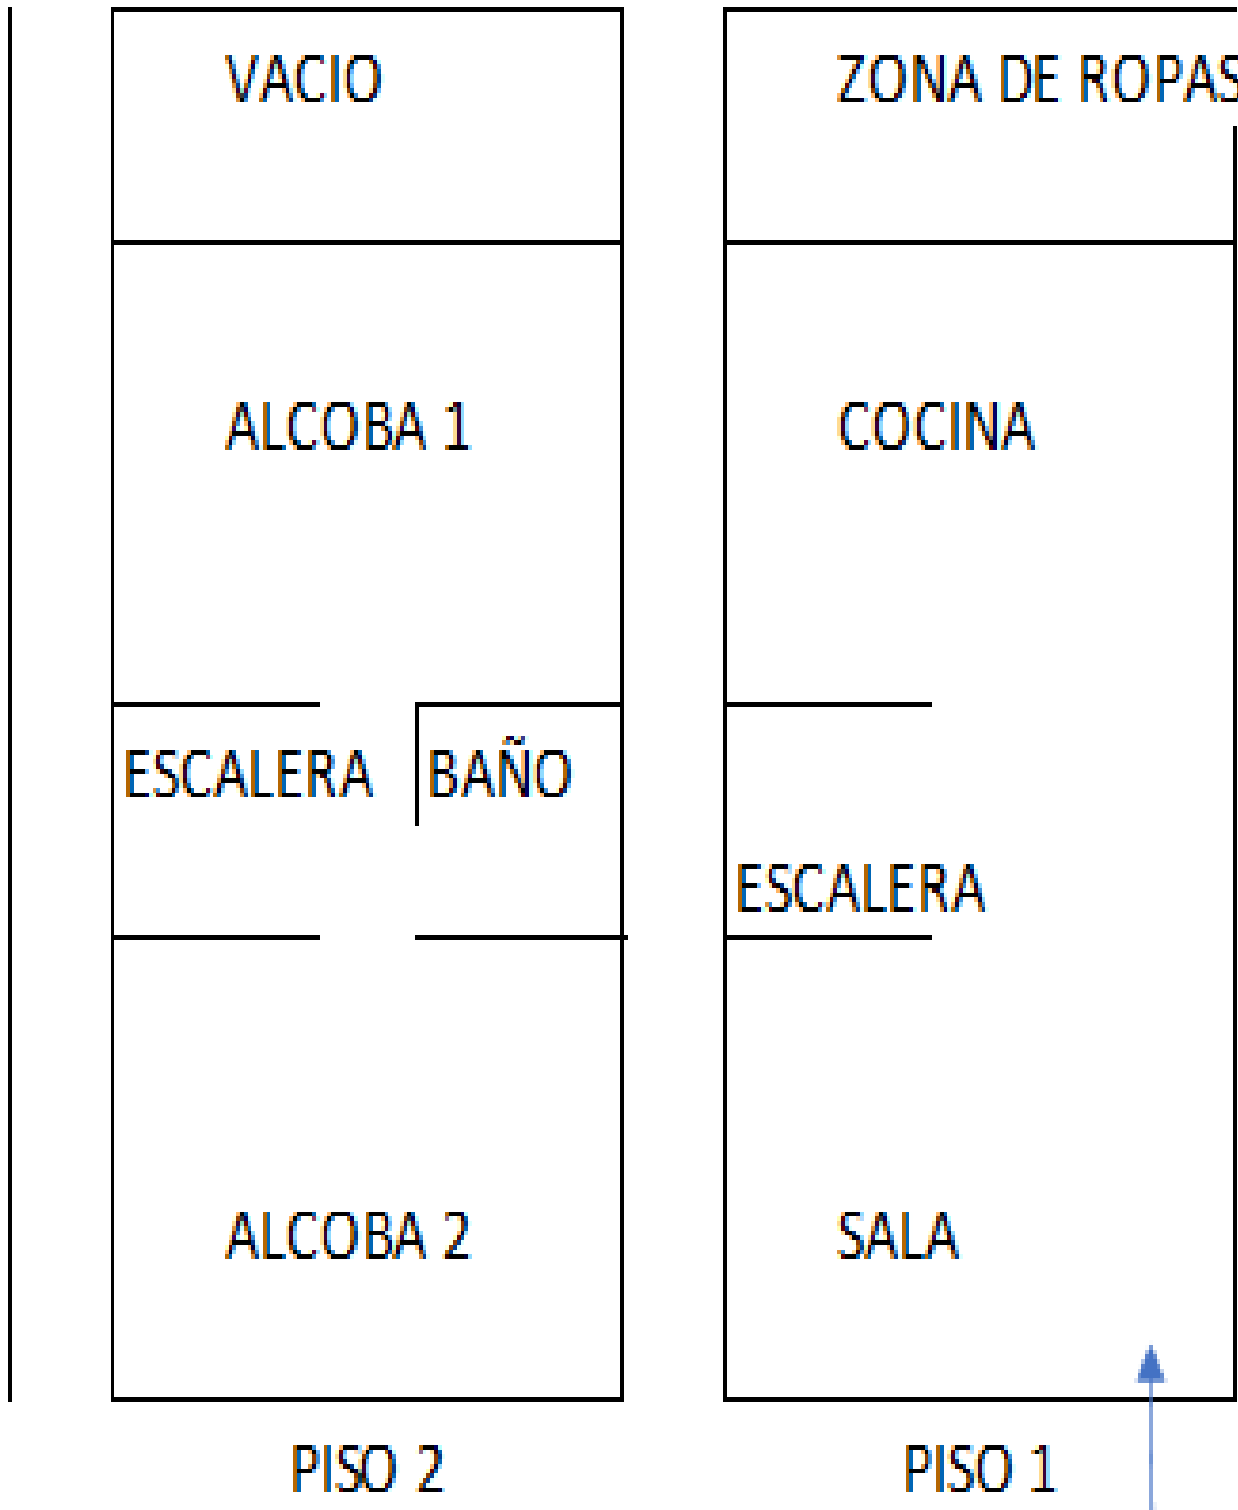 VACIO
ALCOBA 1
ESCALERA
BAÑO
ALCOBA 2
PISO 2
ZONA DE ROPAS
COCINA
ESCALERA
SALA
PISO 1